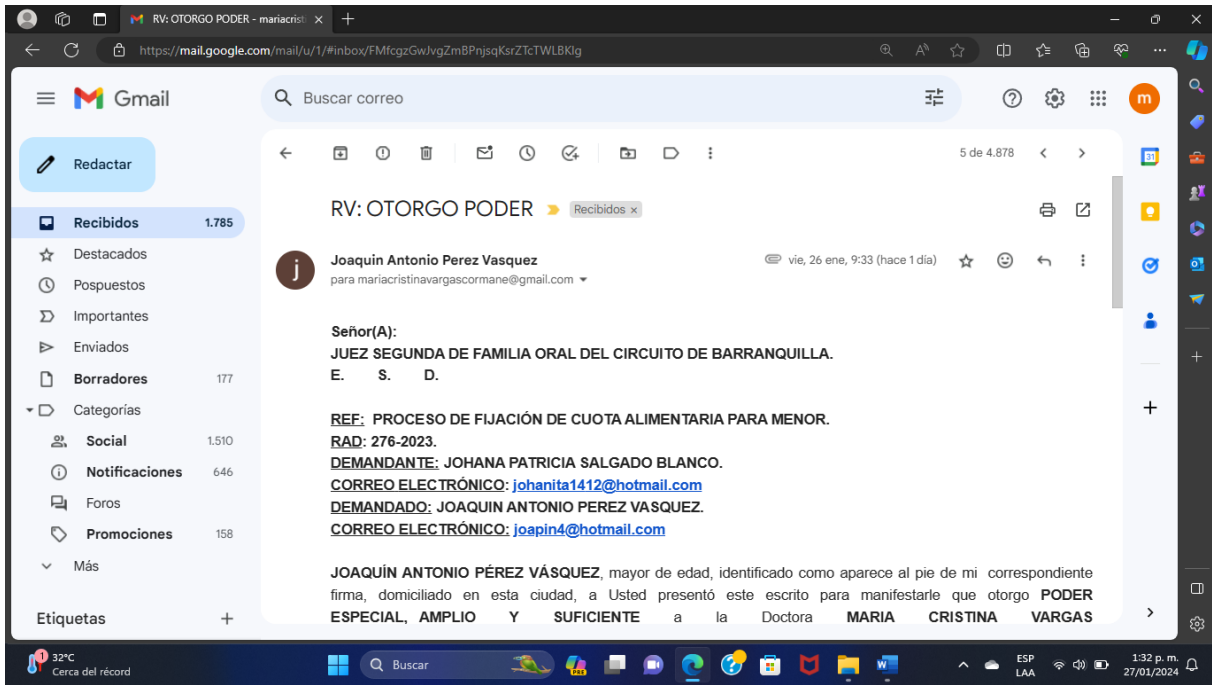 RV: OTORGO PODER - mariacristi
https://mail.google.com/mail/u/1/#inbox/FMfcgzGwJvgZmBPnjsqKsrZTcTWLBKlg
Gmail
Buscar correo
m
Redactar
5 de 4.878
31
Recibidos 1.785
Destacados
Pospuestos
Importantes
Enviados
Borradores 177
Categorías
Social 1.510
Notificaciones 646
Foros
Promociones 158
Más
Etiquetas
RV: OTORGO PODER
Recibidos x
j
Joaquin Antonio Perez Vasquez
vie, 26 ene, 9:33 (hace 1 día)
para mariacristinavargascormane@gmail.com
Señor(A):
JUEZ SEGUNDA DE FAMILIA ORAL DEL CIRCUITO DE BARRANQUILLA.
E. S. D.
REF: PROCESO DE FIJACIÓN DE CUOTA ALIMENTARIA PARA MENOR.
RAD: 276-2023.
DEMANDANTE: JOHANA PATRICIA SALGADO BLANCO.
CORREO ELECTRÓNICO: johanita1412@hotmail.com
DEMANDADO: JOAQUIN ANTONIO PEREZ VASQUEZ.
CORREO ELECTRÓNICO: joapin4@hotmail.com
JOAQUÍN ANTONIO PÉREZ VÁSQUEZ, mayor de edad, identificado como aparece al pie de mi correspondiente
firma, domiciliado en esta ciudad, a Usted presentó este escrito para manifestarle que otorgo PODER
ESPECIAL, AMPLIO Y SUFICIENTE a la Doctora MARIA CRISTINA VARGAS
1
32°C
Cerca del récord
Buscar
PRE
ESP
LAA
1:32 p. m.
27/01/2024